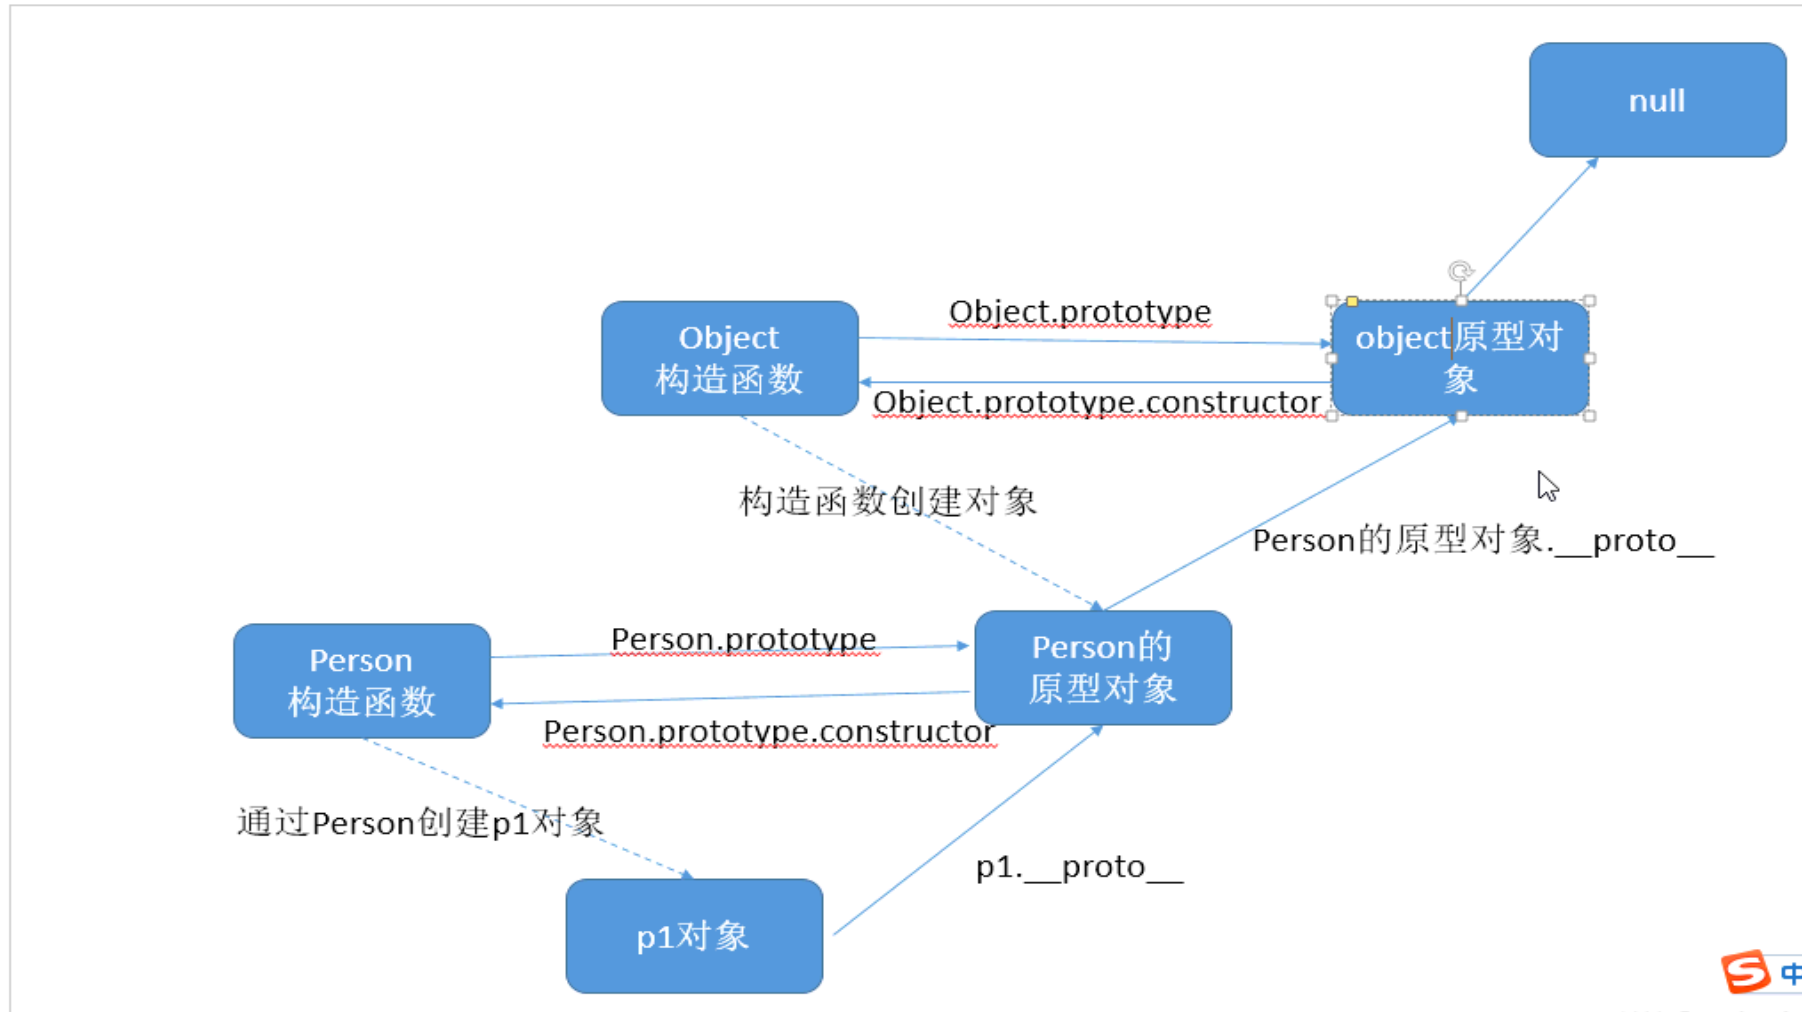 null
Object.prototype
Object
构造函数
object原型对
象
Object.prototype.constructor
构造函数创建对象
Person的原型对象.__proto__
Person.prototype
Person
构造函数
Person的
原型对象
Person.prototype.constructor
通过Person创建p1对象
p1.__proto__
p1对象
S 中